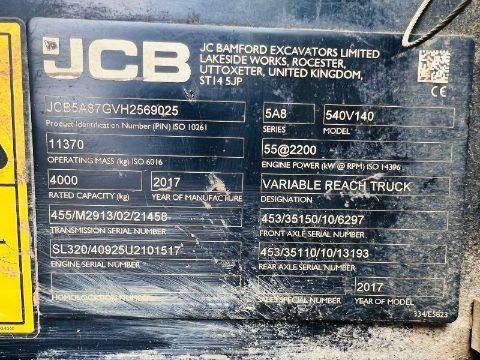 JCB
JC BAMFORD EXCAVATORS LIMITED
LAKESIDE WORKS, ROCESTER,
UTTOXETER, UNITED KINGDOM,
ST14 5JP
CE
JCB5A87GVH2569025
Product Identification Number (PIN) ISO 10261
5A8 540V140
SERIES MODEL
11370
OPERATING MASS (kg) ISO 6016
55@2200
ENGINE POWER (kW @ RPM) ISO 14396
4000 2017
RATED CAPACITY (kg) YEAR OF MANUFACTURE
VARIABLE REACH TRUCK
DESIGNATION
455/M2913/02/21458
TRANSMISSION SERIAL NUMBER
453/35150/10/6297
FRONT AXLE SERIAL NUMBER
SL320/40925U2101517
ENGINE SERIAL NUMBER
453/35110/10/13193
REAR AXLE SERIAL NUMBER
HOMOLOGATION NUMBER
2017
SALES SPECIAL NUMBER YEAR OF MODEL
334/E5623